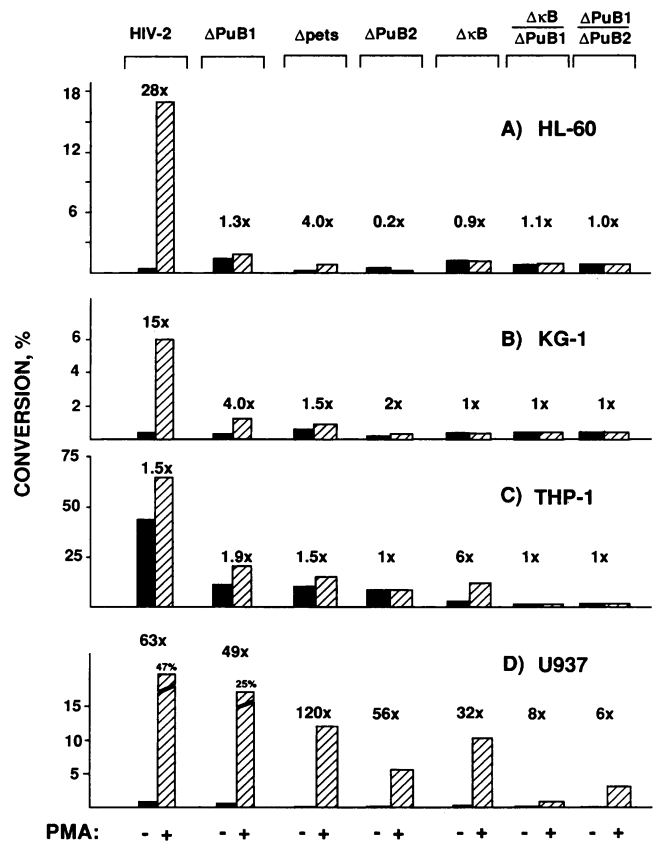 HIV-2 ΔPuB1 Δpets ΔPuB2 ΔκB ΔκB/ΔPuB1 ΔPuB1/ΔPuB2
CONVERSION, %
A) HL-60
18
12
6
28x 1.3x 4.0x 0.2x 0.9x 1.1x 1.0x
B) KG-1
6
4
2
15x 4.0x 1.5x 2x 1x 1x 1x
C) THP-1
75
50
25
1.5x 1.9x 1.5x 1x 6x 1x 1x
D) U937
15
10
5
63x 49x 120x 56x 32x 8x 6x
47% 25%
PMA: - + - + - + - + - + - + - +